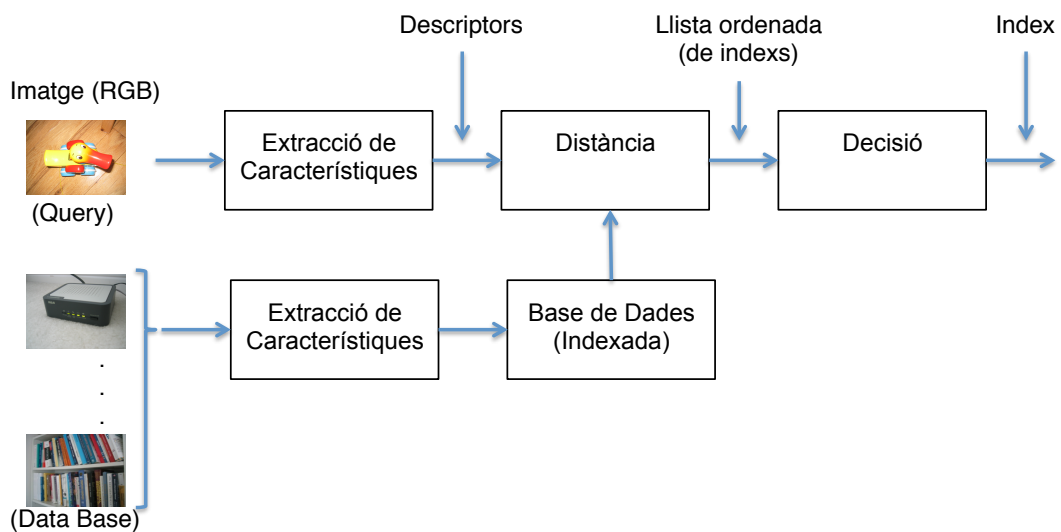 Descriptors
Llista ordenada
(de indexs)
Index
Imatge (RGB)
Extracció de
Característiques
Distància
Decisió
(Query)
Extracció de
Característiques
Base de Dades
(Indexada)
.
.
.
(Data Base)